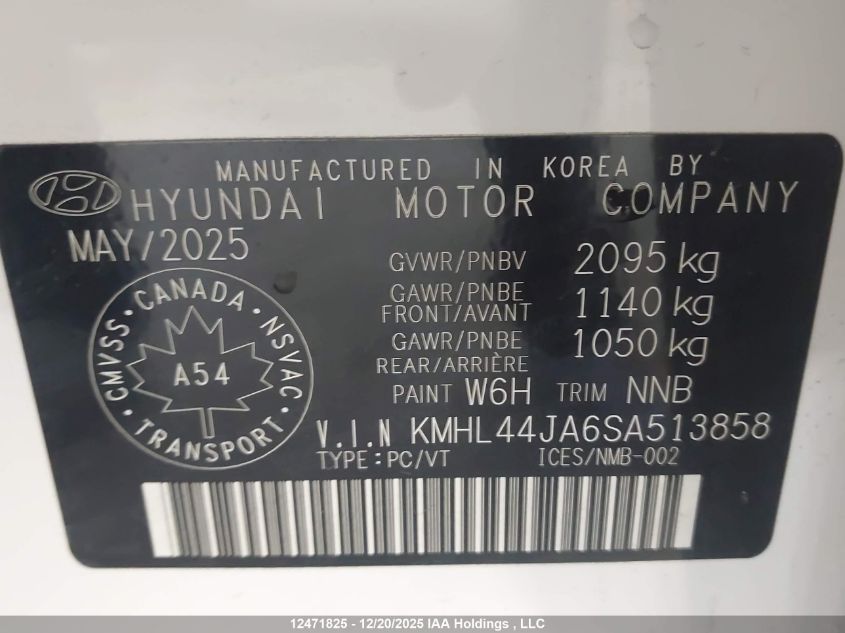 MANUFACTURED IN KOREA BY
HYUNDAI MOTOR COMPANY
MAY/2025
GVWR/PNBV 2095 kg
GAWR/PNBE
FRONT/AVANT 1140 kg
GAWR/PNBE
REAR/ARRIÈRE 1050 kg
PAINT W6H TRIM NNB
CANADA
CMVSS · NSVAC
A54
TRANSPORT
V.I.N KMHL44JA6SA513858
TYPE:PC/VT ICES/NMB-002
12471825 - 12/20/2025 IAA Holdings , LLC